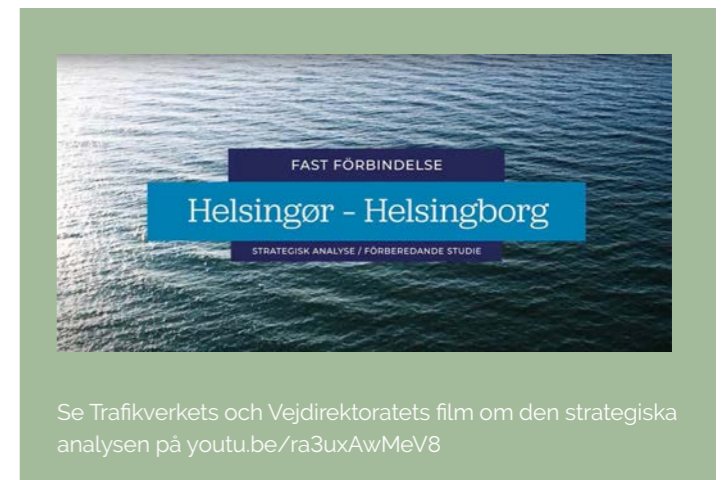 FAST FÖRBINDELSE
Helsingør – Helsingborg
STRATEGISK ANALYSE / FÖRBEREDANDE STUDIE
Se Trafikverkets och Vejdirektoratets film om den strategiska
analysen på youtu.be/ra3uxAwMeV8